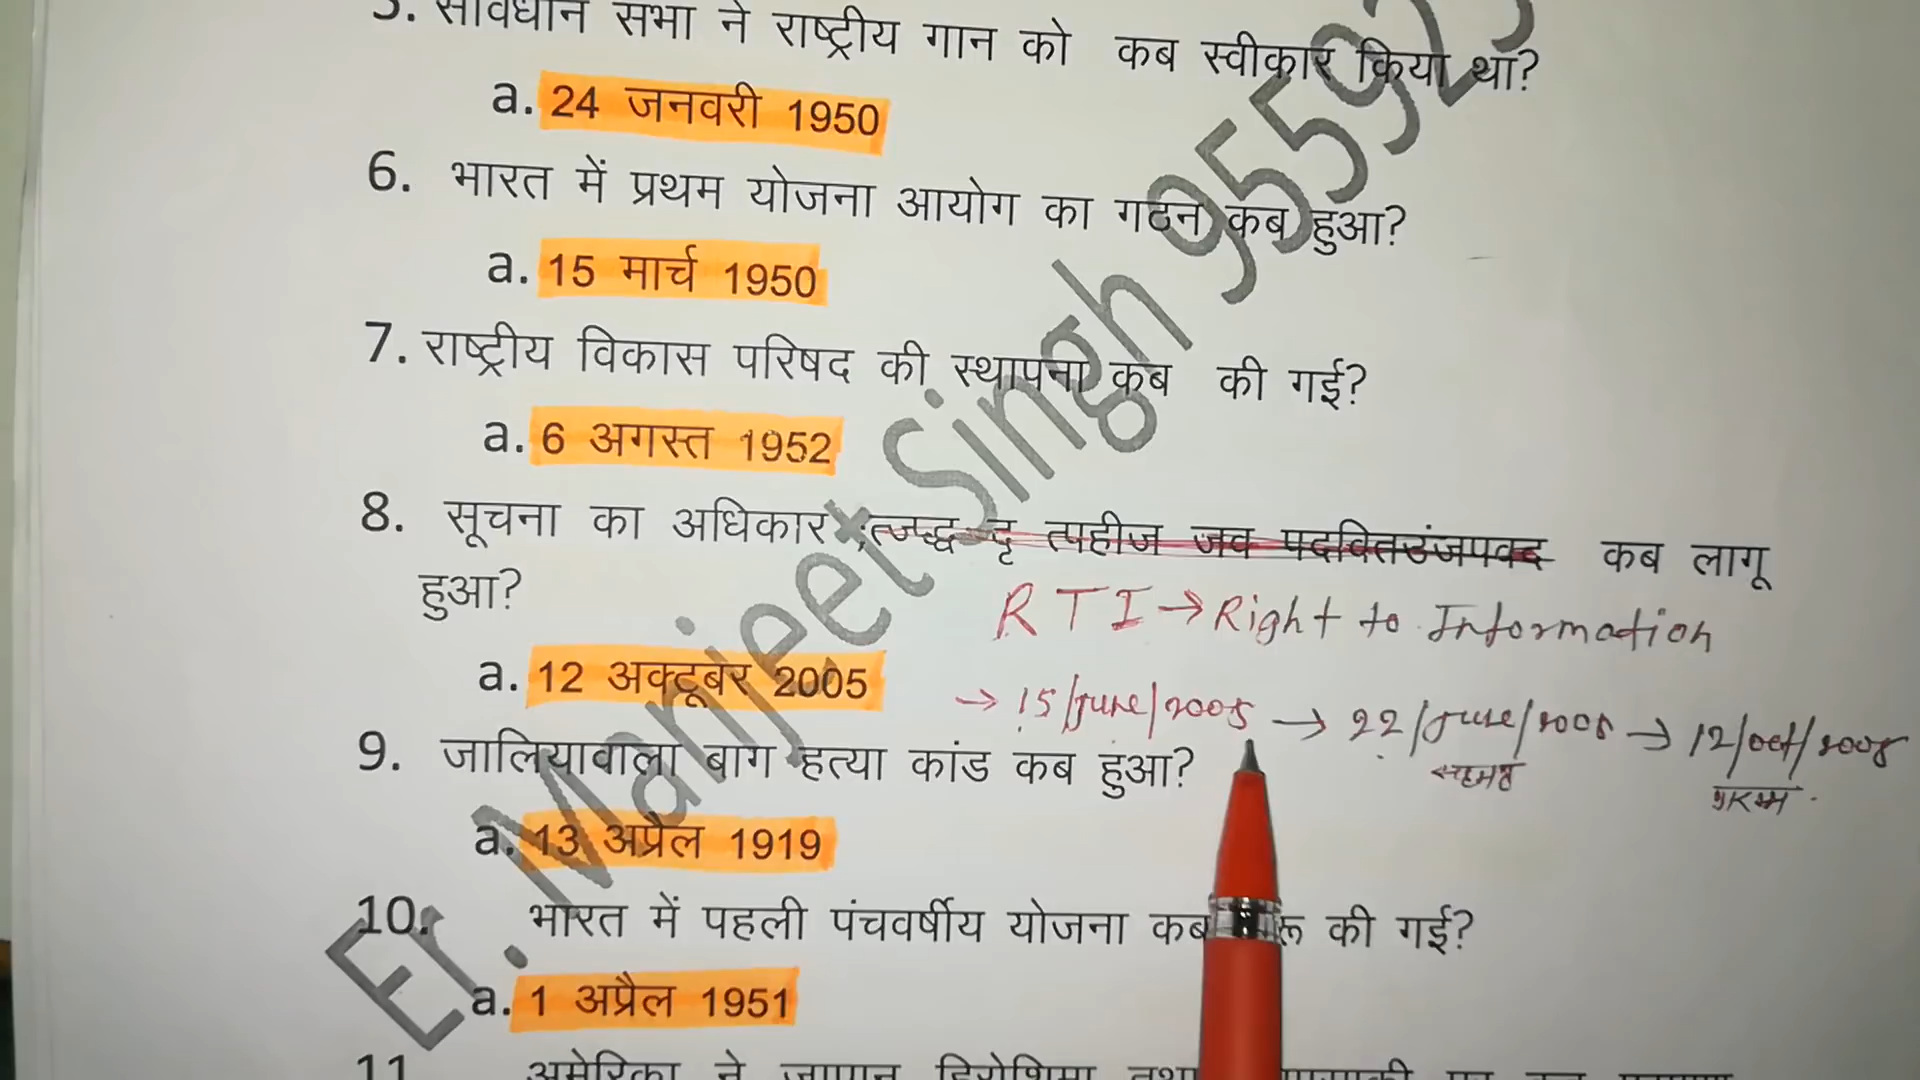 5. संविधान सभा ने राष्ट्रीय गान को कब स्वीकार किया था?
a. 24 जनवरी 1950
6. भारत में प्रथम योजना आयोग का गठन कब हुआ?
a. 15 मार्च 1950
7. राष्ट्रीय विकास परिषद की स्थापना कब की गई?
a. 6 अगस्त 1952
8. सूचना का अधिकार कब लागू
हुआ?
RTI → Right to Information
a. 12 अक्टूबर 2005
→ 15/June/2005 → 22/June/2005 → 12/oct/2005
9. जालियावाला बाग हत्या कांड कब हुआ?
a. 13 अप्रैल 1919
10. भारत में पहली पंचवर्षीय योजना कब की गई?
a. 1 अप्रैल 1951
11 अमेरिका ने जापान
Er. Manjeet Singh 9559